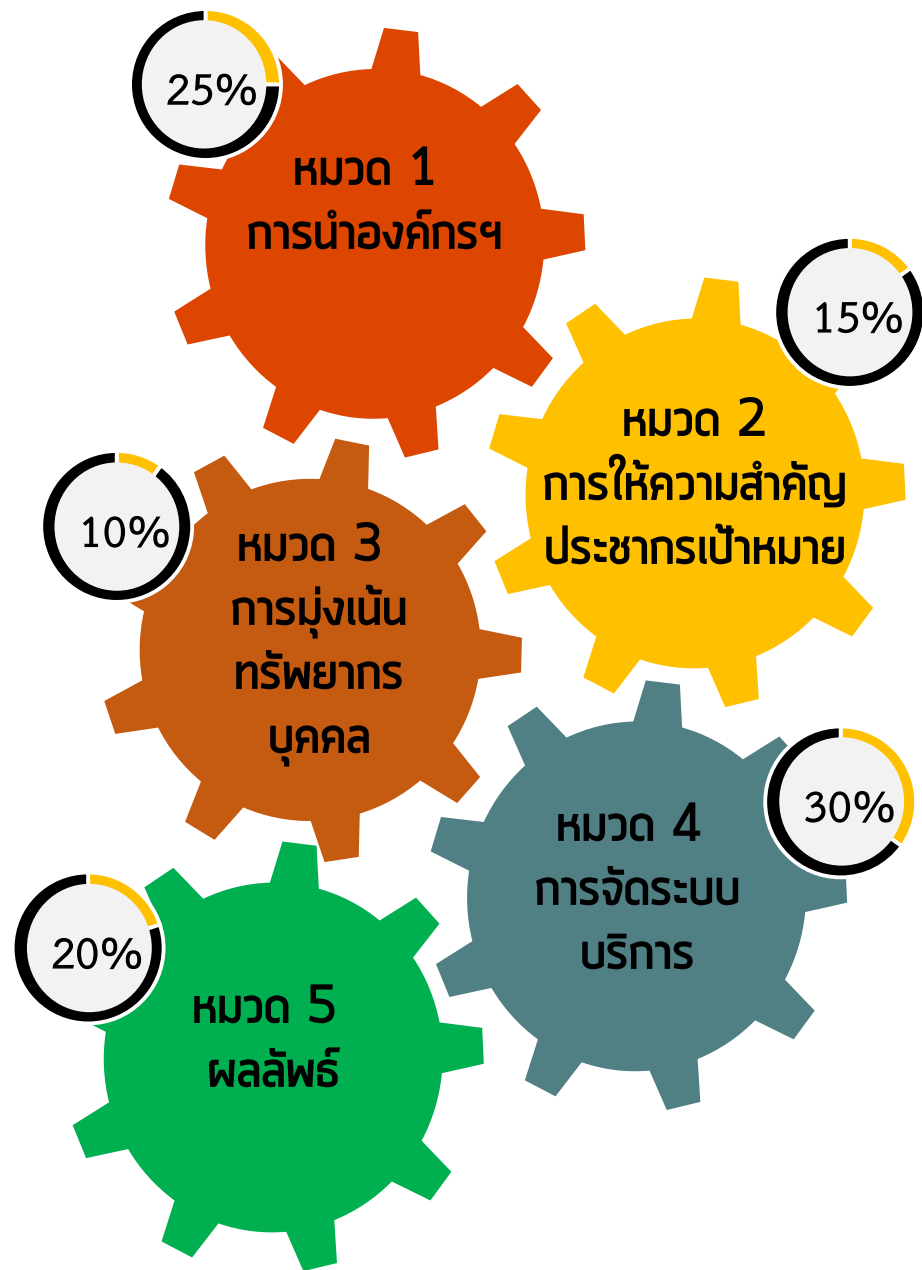 25%
หมวด 1
การนำองค์กรฯ
15%
หมวด 2
การให้ความสำคัญ
ประชากรเป้าหมาย
10%
หมวด 3
การมุ่งเน้น
ทรัพยากร
บุคคล
30%
หมวด 4
การจัดระบบ
บริการ
20%
หมวด 5
ผลลัพธ์